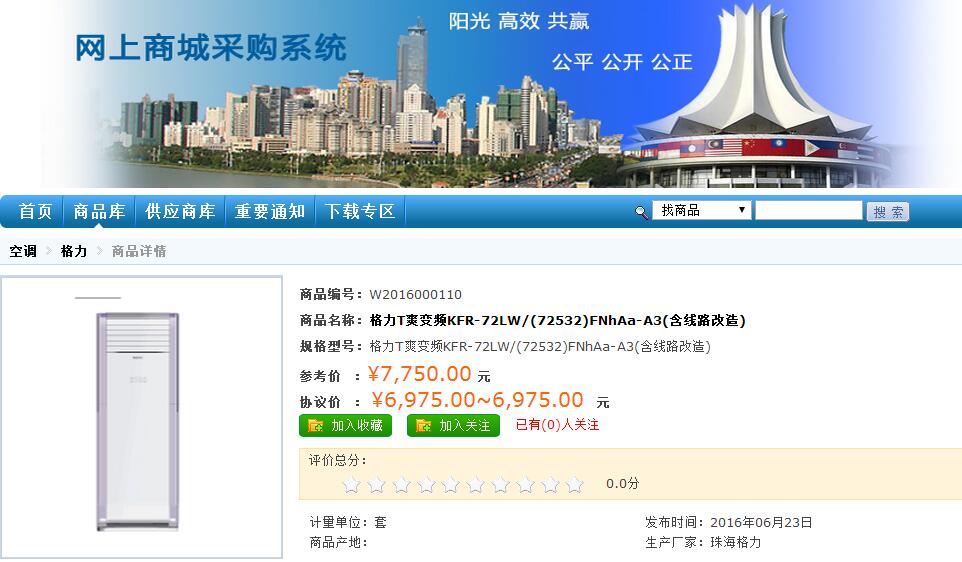 阳光 高效 共赢
网上商城采购系统
公平 公开 公正
首页 商品库 供应商库 重要通知 下载专区 找商品 搜 索
空调 格力 商品详情
商品编号：W2016000110
商品名称：格力T爽变频KFR-72LW/(72532)FNhAa-A3(含线路改造)
规格型号：格力T爽变频KFR-72LW/(72532)FNhAa-A3(含线路改造)
参考价 ：¥7,750.00 元
协议价 ：¥6,975.00~6,975.00 元
加入收藏 加入关注 已有(0)人关注
评价总分：
0.0分
计量单位：套 发布时间：2016年06月23日
商品产地： 生产厂家：珠海格力